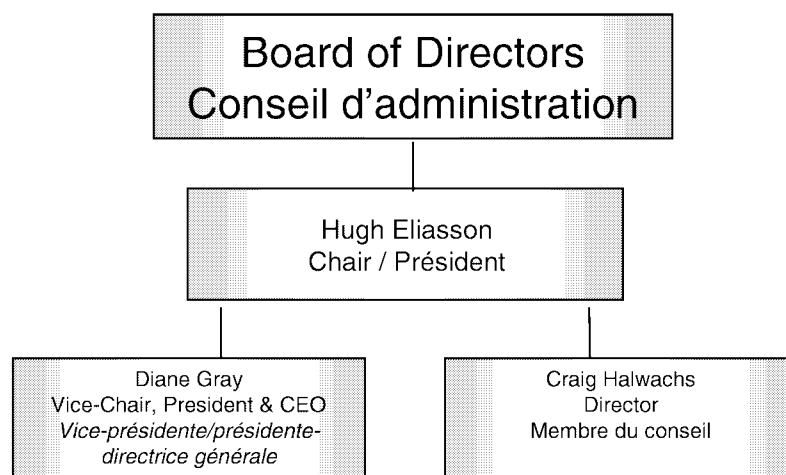 Board of Directors
Conseil d'administration
Hugh Eliasson
Chair / Président
Diane Gray
Vice-Chair, President & CEO
Vice-présidente/présidente-
directrice générale
Craig Halwachs
Director
Membre du conseil